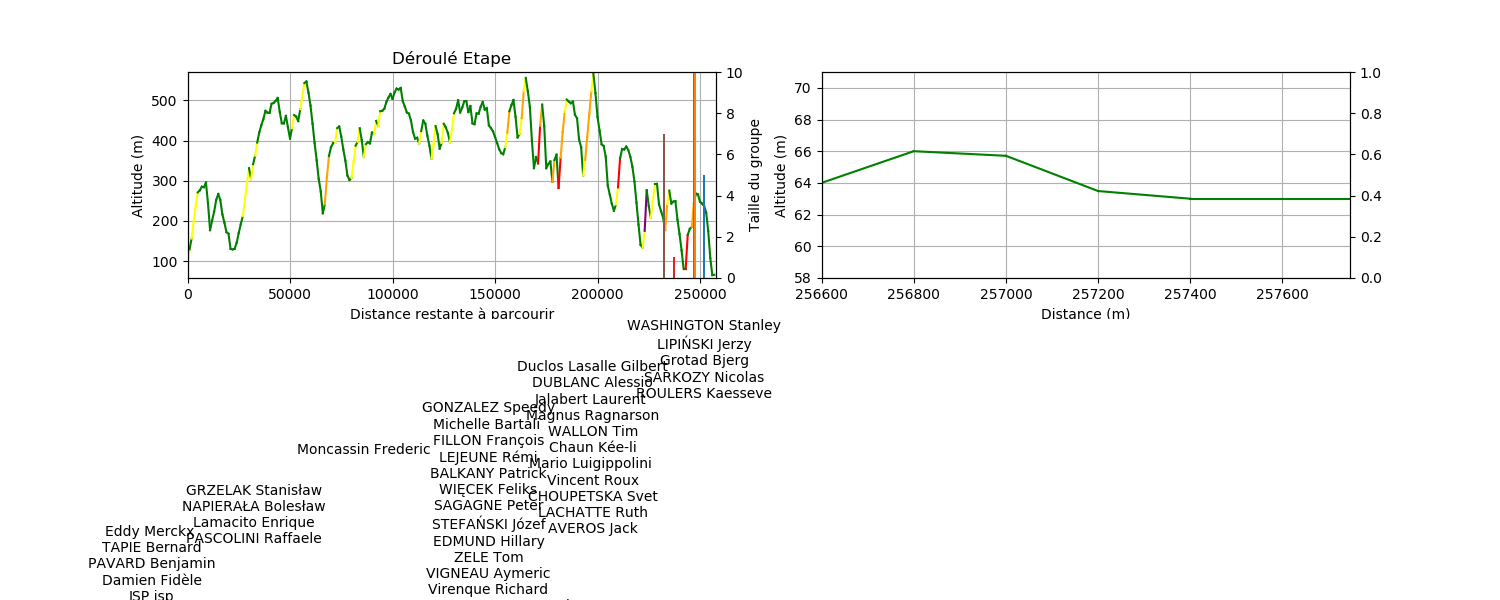 Déroulé Etape
500
400
300
200
100
Altitude (m)
10
8
6
4
2
0
Taille du groupe
0
50000
100000
150000
200000
250000
Distance restante à parcourir
70
68
66
64
62
60
58
Altitude (m)
1.0
0.8
0.6
0.4
0.2
0.0
256600
256800
257000
257200
257400
257600
Distance (m)
WASHINGTON Stanley
LIPIŃSKI Jerzy
Grotad Bjerg
SARKOZY Nicolas
ROULERS Kaesseve
Duclos Lasalle Gilbert
DUBLANC Alessio
Jalabert Laurent
Magnus Ragnarson
WALLON Tim
Chaun Kée-li
Mario Luigippolini
Vincent Roux
CHOUPETSKA Svet
LACHATTE Ruth
AVEROS Jack
GONZALEZ Speedy
Michelle Bartali
FILLON François
LEJEUNE Rémi
BALKANY Patrick
WIĘCEK Feliks
SAGAGNE Peter
STEFAŃSKI Józef
EDMUND Hillary
ZELE Tom
VIGNEAU Aymeric
Virenque Richard
Moncassin Frederic
GRZELAK Stanisław
NAPIERAŁA Bolesław
Lamacito Enrique
PASCOLINI Raffaele
Eddy Merckx
TAPIE Bernard
PAVARD Benjamin
Damien Fidèle
JSP jsp